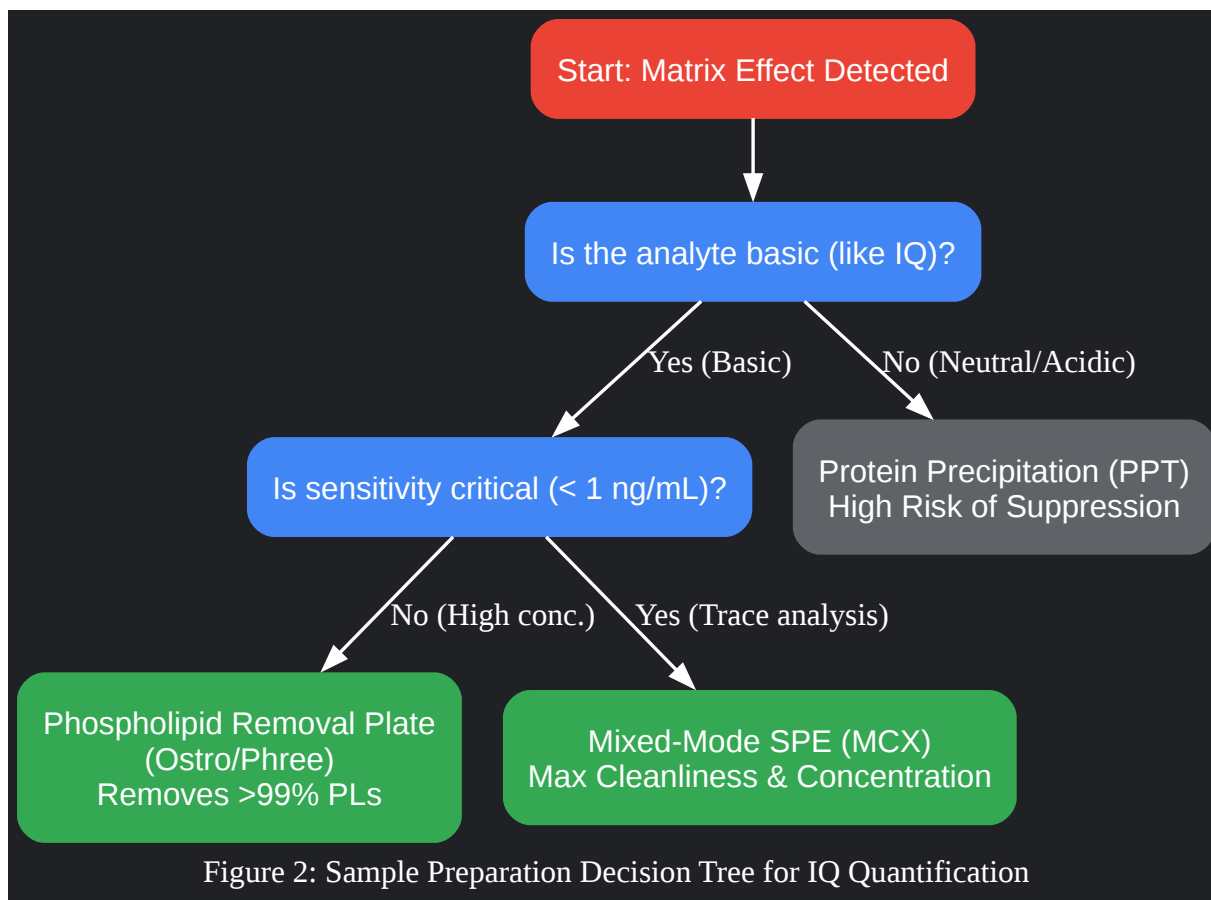 Start: Matrix Effect Detected
Is the analyte basic (like IQ)?
Yes (Basic)
No (Neutral/Acidic)
Is sensitivity critical (< 1 ng/mL)?
Protein Precipitation (PPT)
High Risk of Suppression
No (High conc.)
Yes (Trace analysis)
Phospholipid Removal Plate
(Ostro/Phree)
Removes >99% PLs
Mixed-Mode SPE (MCX)
Max Cleanliness & Concentration
Figure 2: Sample Preparation Decision Tree for IQ Quantification